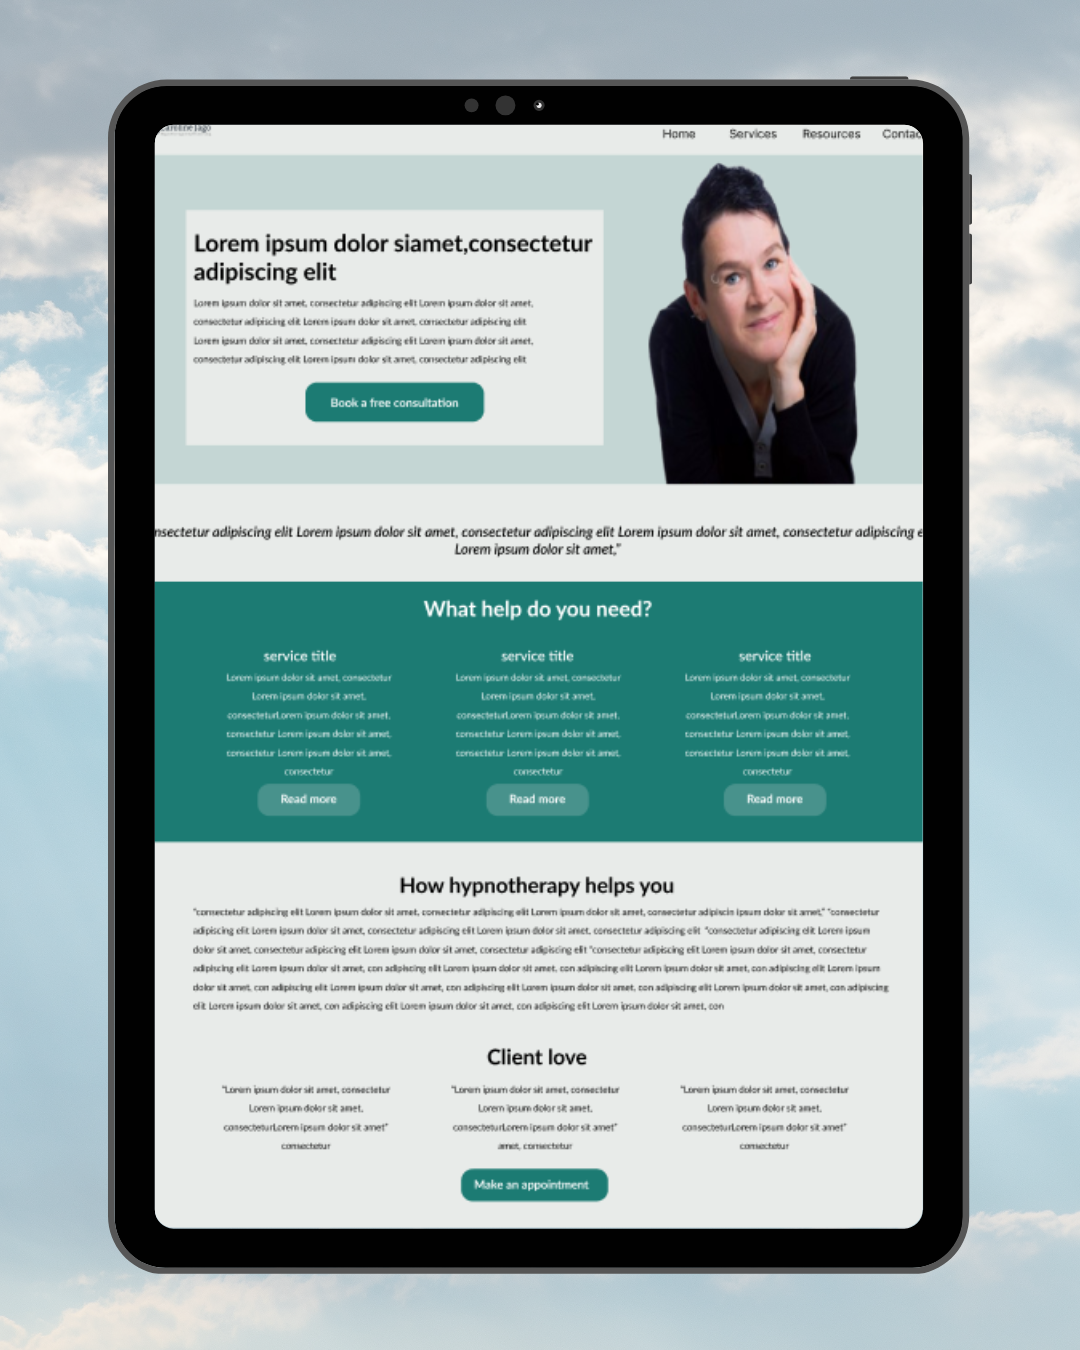 Home Services Resources
Lorem ipsum dolor siamet,consectetur
adipiscing elit
Lorem ipsum dolor sit amet, consectetur adipiscing elit Lorem ipsum dolor sit amet,
consectetur adipiscing elit Lorem ipsum dolor sit amet, consectetur adipiscing elit
Lorem ipsum dolor sit amet, consectetur adipiscing elit Lorem ipsum dolor sit amet,
consectetur adipiscing elit Lorem ipsum dolor sit amet, consectetur adipiscing elit
Book a free consultation
nsectetur adipiscing elit Lorem ipsum dolor sit amet, consectetur adipiscing elit Lorem ipsum dolor sit amet, consectetur adipiscing e
Lorem ipsum dolor sit amet,"
What help do you need?
service title
Lorem ipsum dolor sit amet, consectetur
Lorem ipsum dolor sit amet,
consecteturLorem ipsum dolor sit amet,
consectetur Lorem ipsum dolor sit amet,
consectetur Lorem ipsum dolor sit amet,
consectetur
Read more
service title
Lorem ipsum dolor sit amet, consectetur
Lorem ipsum dolor sit amet,
consecteturLorem ipsum dolor sit amet,
consectetur Lorem ipsum dolor sit amet,
consectetur Lorem ipsum dolor sit amet,
consectetur
Read more
service title
Lorem ipsum dolor sit amet, consectetur
Lorem ipsum dolor sit amet,
consecteturLorem ipsum dolor sit amet,
consectetur Lorem ipsum dolor sit amet,
consectetur Lorem ipsum dolor sit amet,
consectetur
Read more
How hypnotherapy helps you
"consectetur adipiscing elit Lorem ipsum dolor sit amet, consectetur adipiscing elit Lorem ipsum dolor sit amet, consectetur adipiscin ipsum dolor sit amet," "consectetur
adipiscing elit Lorem ipsum dolor sit amet, consectetur adipiscing elit Lorem ipsum dolor sit amet, consectetur adipiscing elit "consectetur adipiscing elit Lorem ipsum
dolor sit amet, consectetur adipiscing elit Lorem ipsum dolor sit amet, consectetur adipiscing elit "consectetur adipiscing elit Lorem ipsum dolor sit amet, consectetur
adipiscing elit Lorem ipsum dolor sit amet, con adipiscing elit Lorem ipsum dolor sit amet, con adipiscing elit Lorem ipsum dolor sit amet, con adipiscing elit Lorem ipsum
dolor sit amet, con adipiscing elit Lorem ipsum dolor sit amet, con adipiscing elit Lorem ipsum dolor sit amet, con adipiscing elit Lorem ipsum dolor sit amet, con adipiscing
elit Lorem ipsum dolor sit amet, con adipiscing elit Lorem ipsum dolor sit amet, con adipiscing elit Lorem ipsum dolor sit amet, con
Client love
"Lorem ipsum dolor sit amet, consectetur
Lorem ipsum dolor sit amet,
consecteturLorem ipsum dolor sit amet"
consectetur
"Lorem ipsum dolor sit amet, consectetur
Lorem ipsum dolor sit amet,
consecteturLorem ipsum dolor sit amet"
amet, consectetur
"Lorem ipsum dolor sit amet, consectetur
Lorem ipsum dolor sit amet,
consecteturLorem ipsum dolor sit amet"
consectetur
Make an appointment